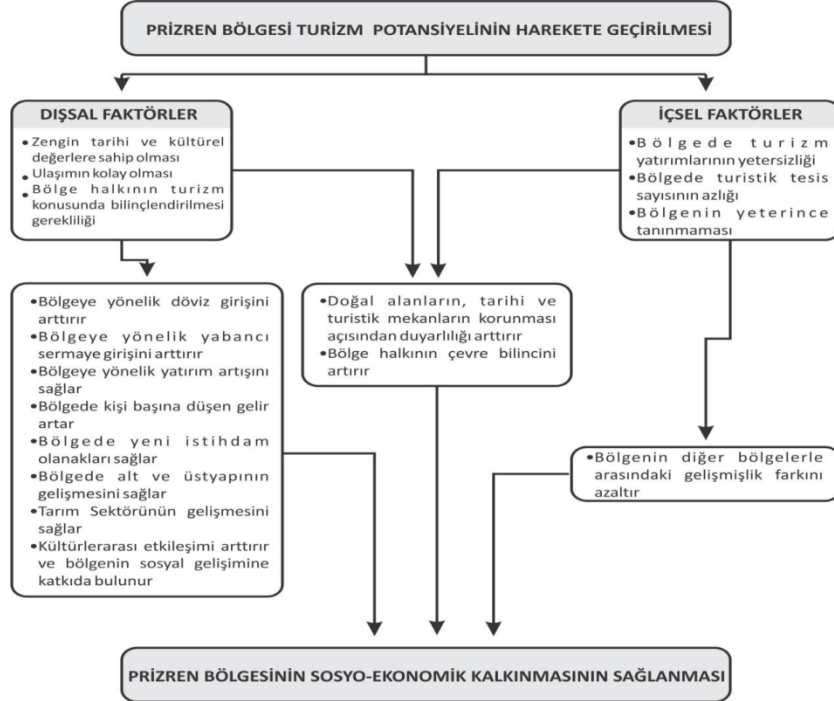 PRİZREN BÖLGESİ TURİZM POTANSİYELİNİN HAREKETE GEÇİRİLMESİ
DIŞSAL FAKTÖRLER
• Zengin tarihi ve kültürel
değerlere sahip olması
• Ulaşımın kolay olması
• Bölge halkının turizm
konusunda bilinçlendirilmesi
gerekliliği
İÇSEL FAKTÖRLER
• Bölgede turizm
yatırımlarının yetersizliği
• Bölgede turistik tesis
sayısının azlığı
• Bölgenin yeterince
tanınmaması
• Bölgeye yönelik döviz girişini
arttırır
• Bölgeye yönelik yabancı
sermaye girişini arttırır
• Bölgeye yönelik yatırım artışını
sağlar
• Bölgede kişi başına düşen gelir
artar
• Bölgede yeni istihdam
olanakları sağlar
• Bölgede alt ve üstyapının
gelişmesini sağlar
• Tarım Sektörünün gelişmesini
sağlar
• Kültürlerarası etkileşimi arttırır
ve bölgenin sosyal gelişimine
katkıda bulunur
• Doğal alanların, tarihi ve
turistik mekanların korunması
açısından duyarlılığı arttırır
• Bölge halkının çevre bilincini
artırır
• Bölgenin diğer bölgelerle
arasındaki gelişmişlik farkını
azaltır
PRİZREN BÖLGESİNİN SOSYO-EKONOMİK KALKINMASININ SAĞLANMASI